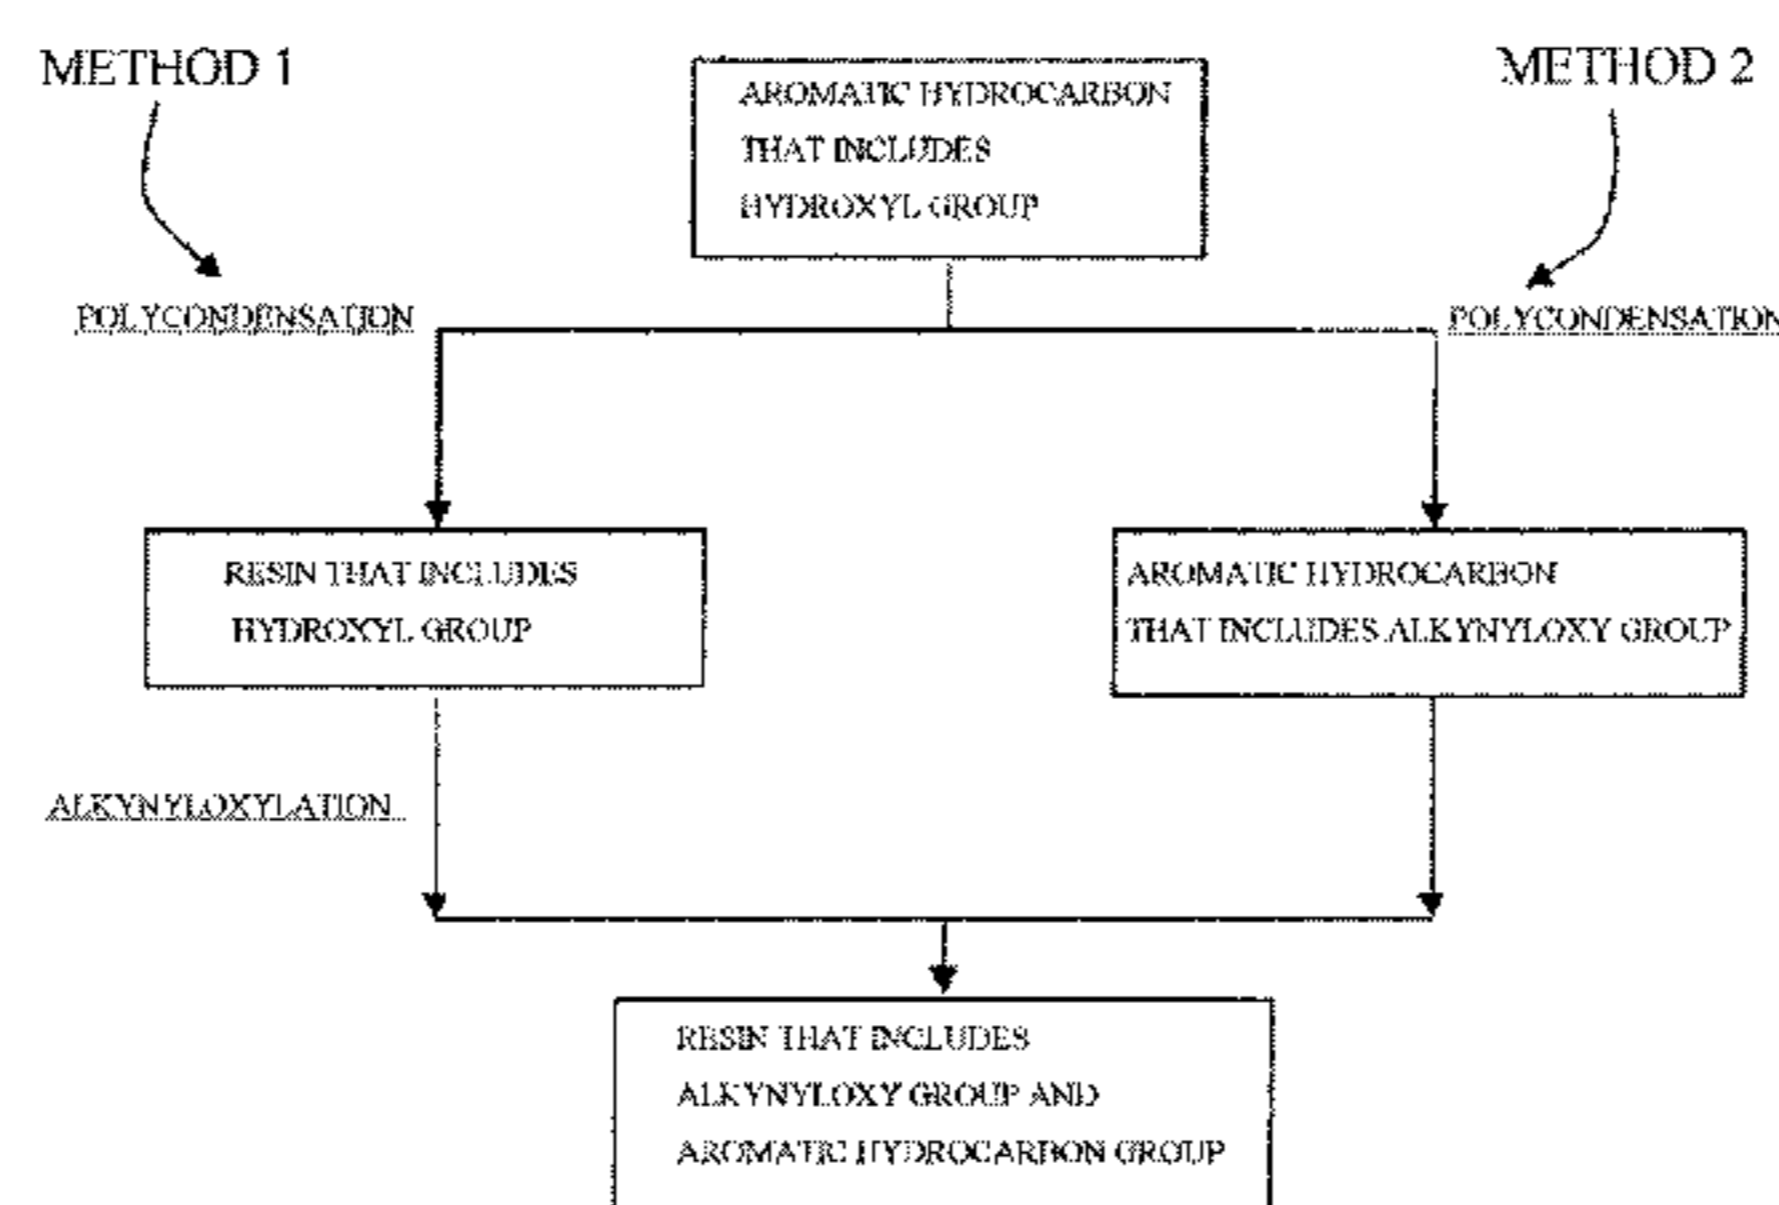 METHOD 1
METHOD 2
AROMATIC HYDROCARBON
THAT INCLUDES
HYDROXYL GROUP
POLYCONDENSATION
POLYCONDENSATION
RESIN THAT INCLUDES
HYDROXYL GROUP
AROMATIC HYDROCARBON
THAT INCLUDES ALKYNYLOXY GROUP
ALKYNYLOXYLATION
RESIN THAT INCLUDES
ALKYNYLOXY GROUP AND
AROMATIC HYDROCARBON GROUP